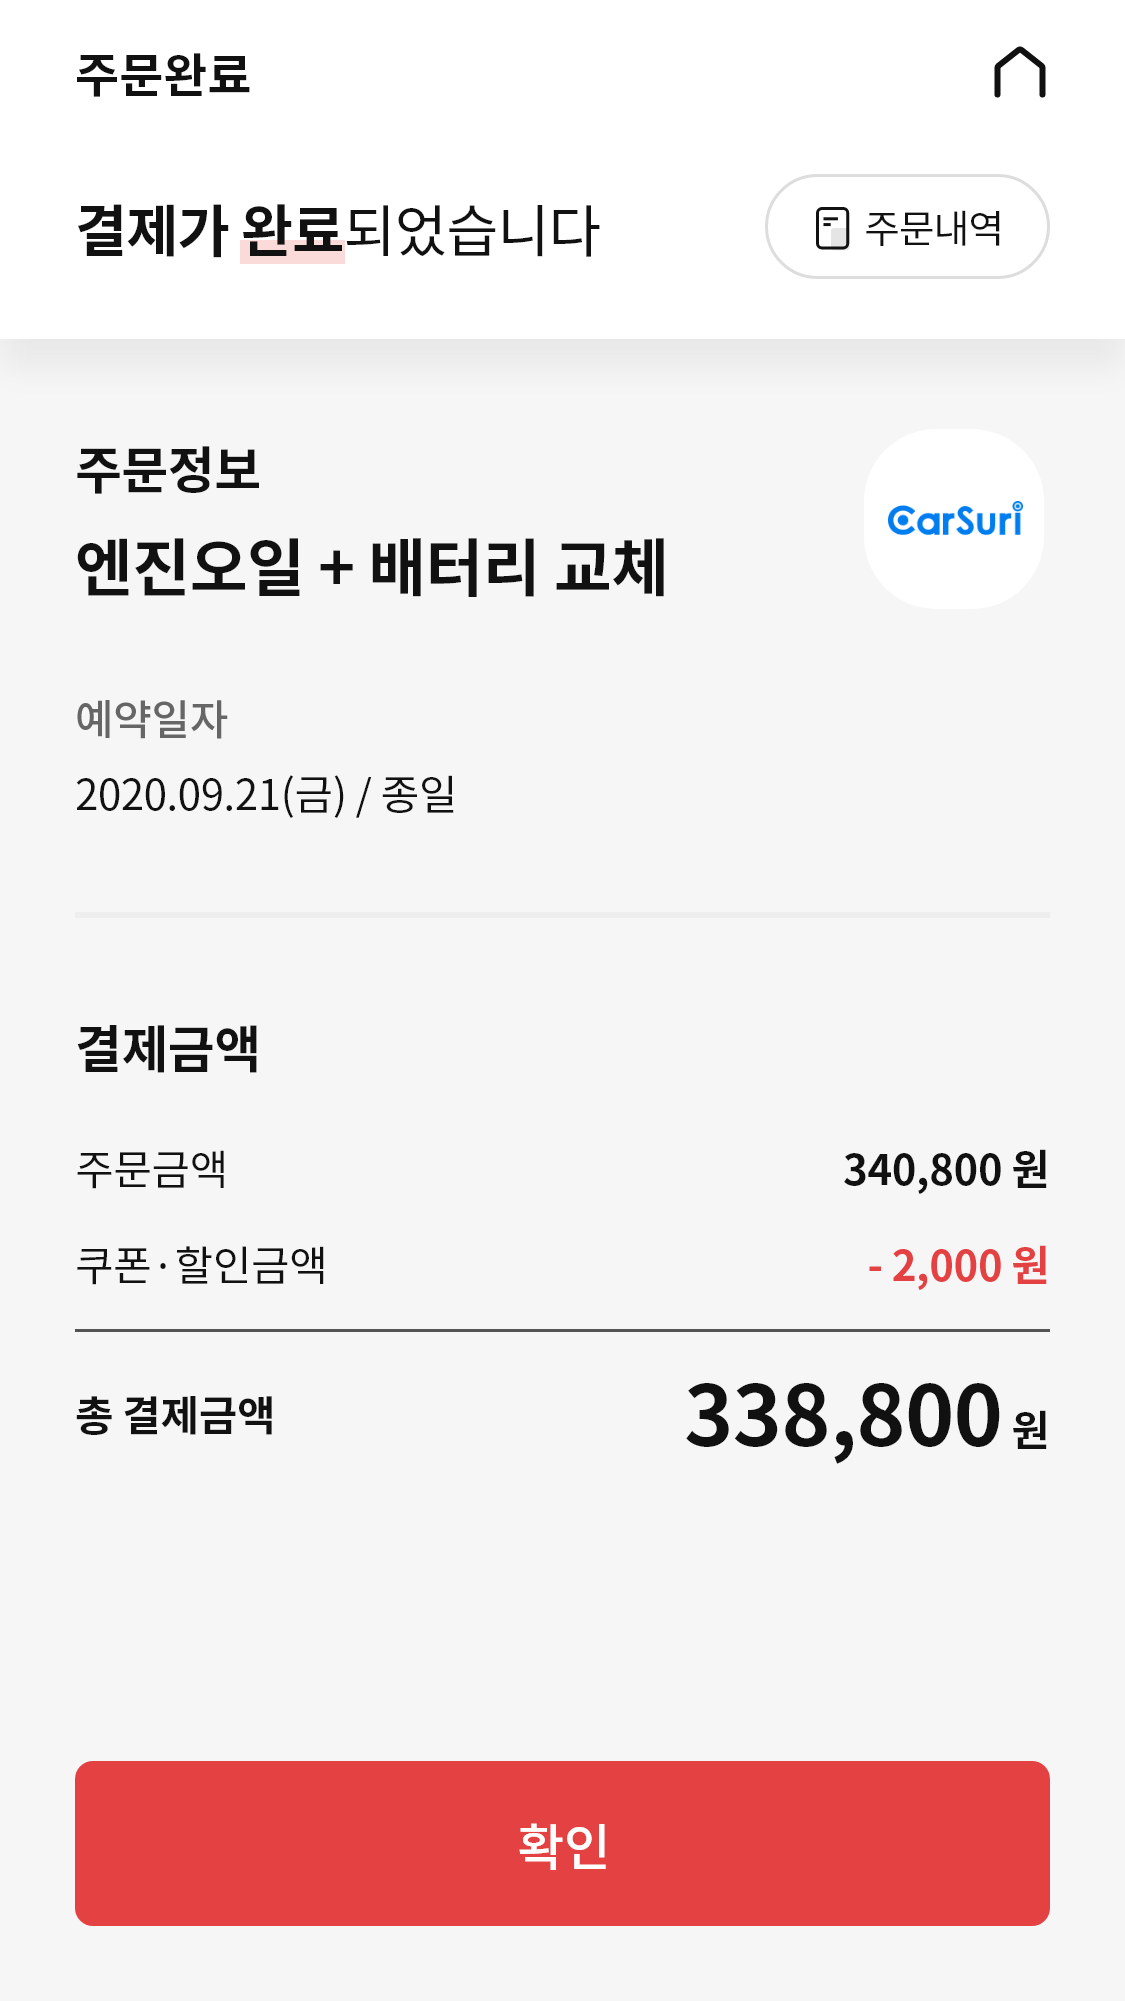 주문완료
결제가 완료되었습니다
주문내역
주문정보
CarSuri
엔진오일 + 배터리 교체
예약일자
2020.09.21(금) / 종일
결제금액
주문금액 340,800 원
쿠폰 · 할인금액 - 2,000 원
총 결제금액 338,800 원
확인